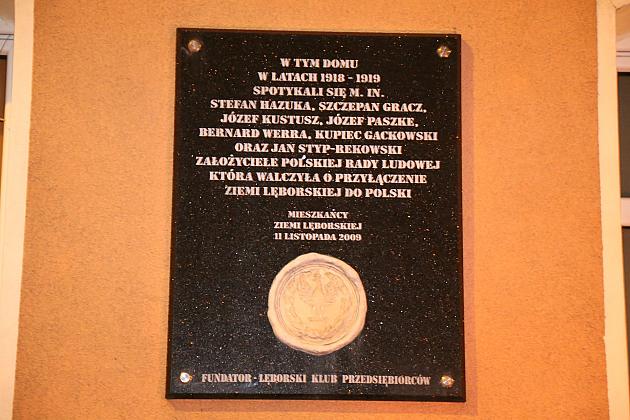 W TYM DOMU
W LATACH 1918 - 1919
SPOTYKALI SIĘ M. IN.
STEFAN HAZUKA, SZCZEPAN GRACZ,
JÓZEF KUSTUSZ, JÓZEF PASZKE,
BERNARD WERRA, KUPIEC GACKOWSKI
ORAZ JAN STYP-REKOWSKI
ZAŁOŻYCIELE POLSKIEJ RADY LUDOWEJ
KTÓRA WALCZYŁA O PRZYŁĄCZENIE
ZIEMI LĘBORSKIEJ DO POLSKI
MIESZKAŃCY
ZIEMI LĘBORSKIEJ
11 LISTOPADA 2009
FUNDATOR - LĘBORSKI KLUB PRZEDSIĘBIORCÓW